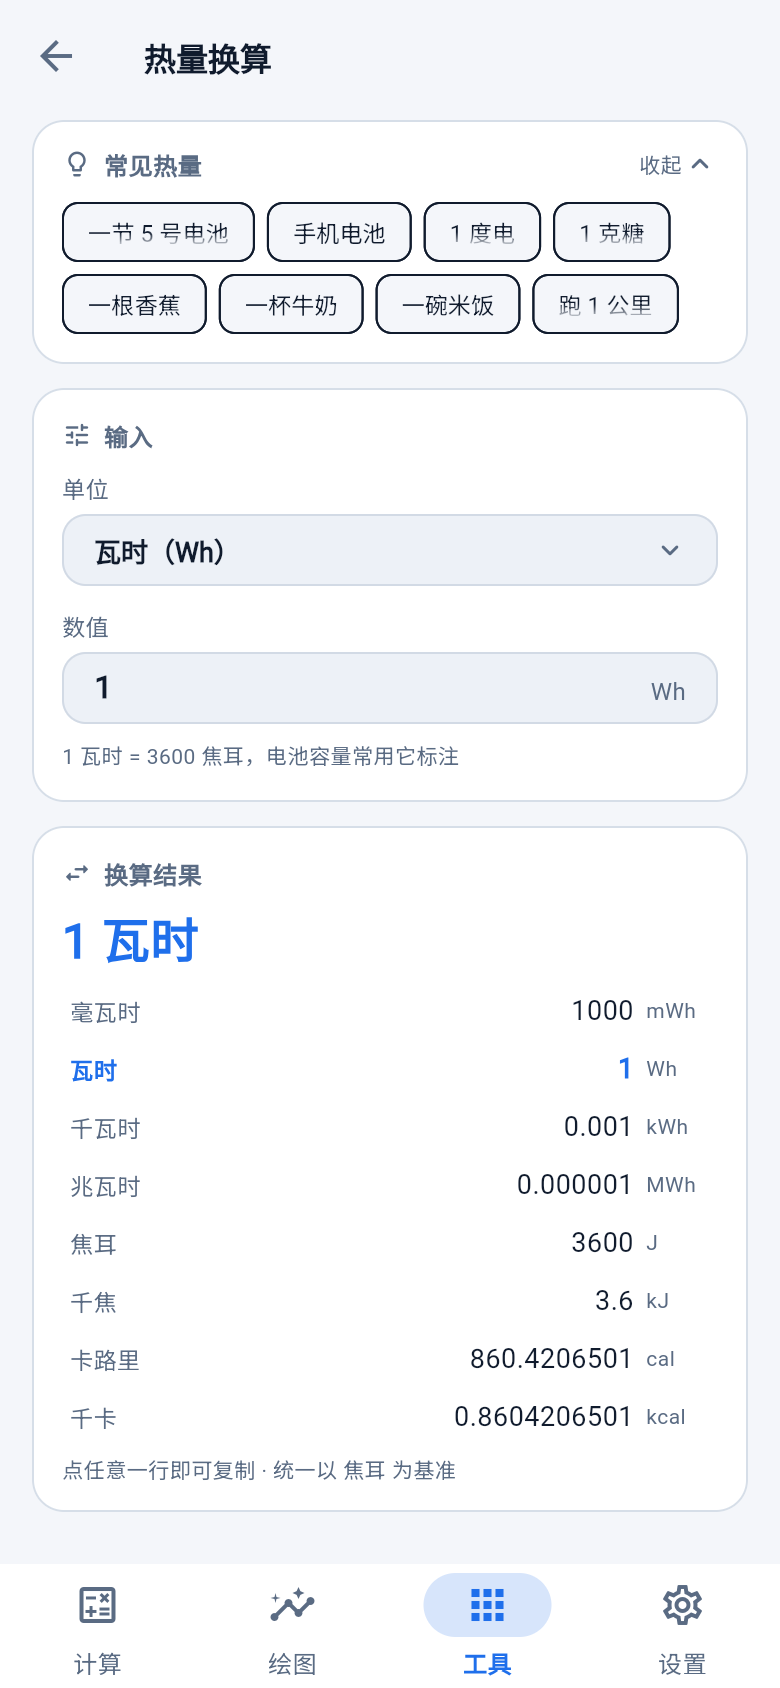 热量换算
常见热量 收起
一节 5 号电池 手机电池 1 度电 1 克糖
一根香蕉 一杯牛奶 一碗米饭 跑 1 公里
输入
单位
瓦时（Wh）
数值
1 Wh
1 瓦时 = 3600 焦耳，电池容量常用它标注
换算结果
1 瓦时
毫瓦时 1000 mWh
瓦时 1 Wh
千瓦时 0.001 kWh
兆瓦时 0.000001 MWh
焦耳 3600 J
千焦 3.6 kJ
卡路里 860.4206501 cal
千卡 0.8604206501 kcal
点任意一行即可复制 · 统一以 焦耳 为基准
计算 绘图 工具 设置